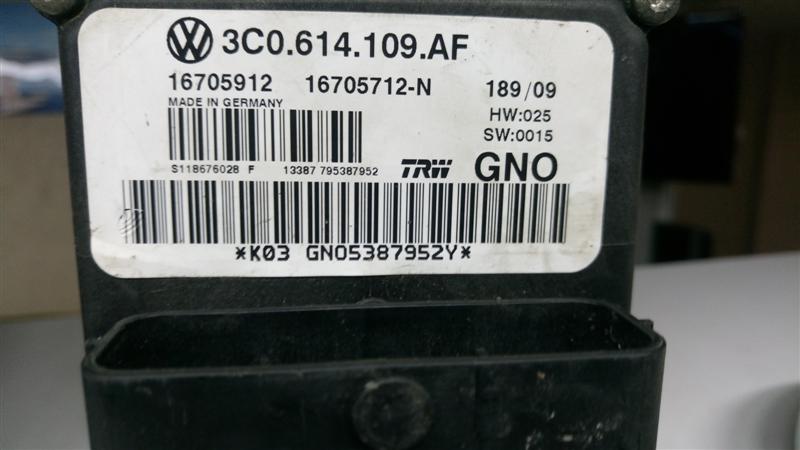 3C0.614.109.AF
16705912 16705712-N 189/09
MADE IN GERMANY HW:025
SW:0015
S118676028 F 13387 795387952 TRW GNO
*K03 GNO5387952Y*